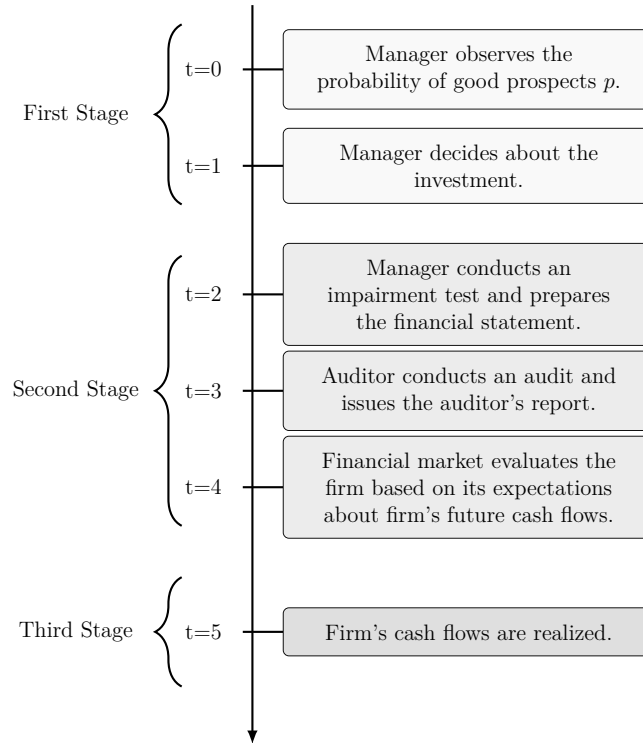 t=0
Manager observes the
probability of good prospects p.
First Stage
t=1
Manager decides about the
investment.
t=2
Manager conducts an
impairment test and prepares
the financial statement.
Second Stage
t=3
Auditor conducts an audit and
issues the auditor's report.
t=4
Financial market evaluates the
firm based on its expectations
about firm's future cash flows.
Third Stage
t=5
Firm's cash flows are realized.